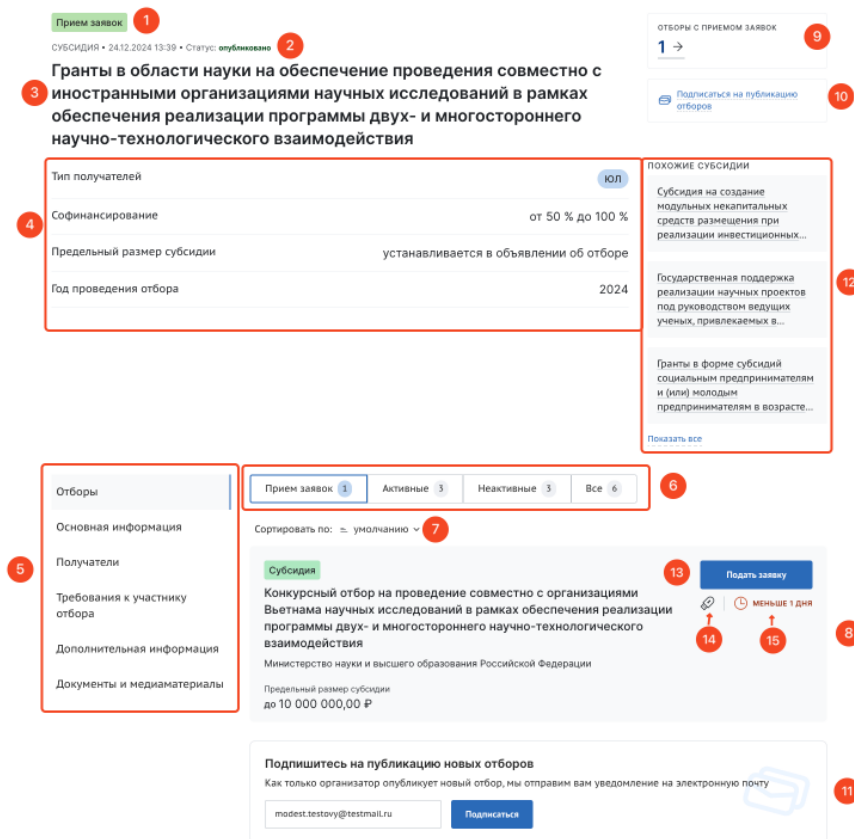 Прием заявок
1
СУБСИДИЯ • 24.12.2024 13:39 • Статус: опубликовано
2
3
Гранты в области науки на обеспечение проведения совместно с
иностранными организациями научных исследований в рамках
обеспечения реализации программы двух- и многостороннего
научно-технологического взаимодействия
ОТБОРЫ С ПРИЕМОМ ЗАЯВОК
1 →
9
Подписаться на публикацию
отборов
10
4
Тип получателей
ЮЛ
Софинансирование
от 50 % до 100 %
Предельный размер субсидии
устанавливается в объявлении об отборе
Год проведения отбора
2024
ПОХОЖИЕ СУБСИДИИ
Субсидия на создание
модульных некапитальных
средств размещения при
реализации инвестиционных...
Государственная поддержка
реализации научных проектов
под руководством ведущих
ученых, привлекаемых в...
Гранты в форме субсидий
социальным предпринимателям
и (или) молодым
предпринимателям в возрасте...
Показать все
12
5
Отборы
Основная информация
Получатели
Требования к участнику
отбора
Дополнительная информация
Документы и медиаматериалы
Прием заявок 1
Активные 3
Неактивные 3
Все 6
6
Сортировать по: умолчанию
7
Субсидия
Конкурсный отбор на проведение совместно с организациями
Вьетнама научных исследований в рамках обеспечения реализации
программы двух- и многостороннего научно-технологического
взаимодействия
Министерство науки и высшего образования Российской Федерации
Предельный размер субсидии
до 10 000 000,00 ₽
13
Подать заявку
МЕНЬШЕ 1 ДНЯ
14
15
8
Подпишитесь на публикацию новых отборов
Как только организатор опубликует новый отбор, мы отправим вам уведомление на электронную почту
modest.testovy@testmail.ru
Подписаться
11